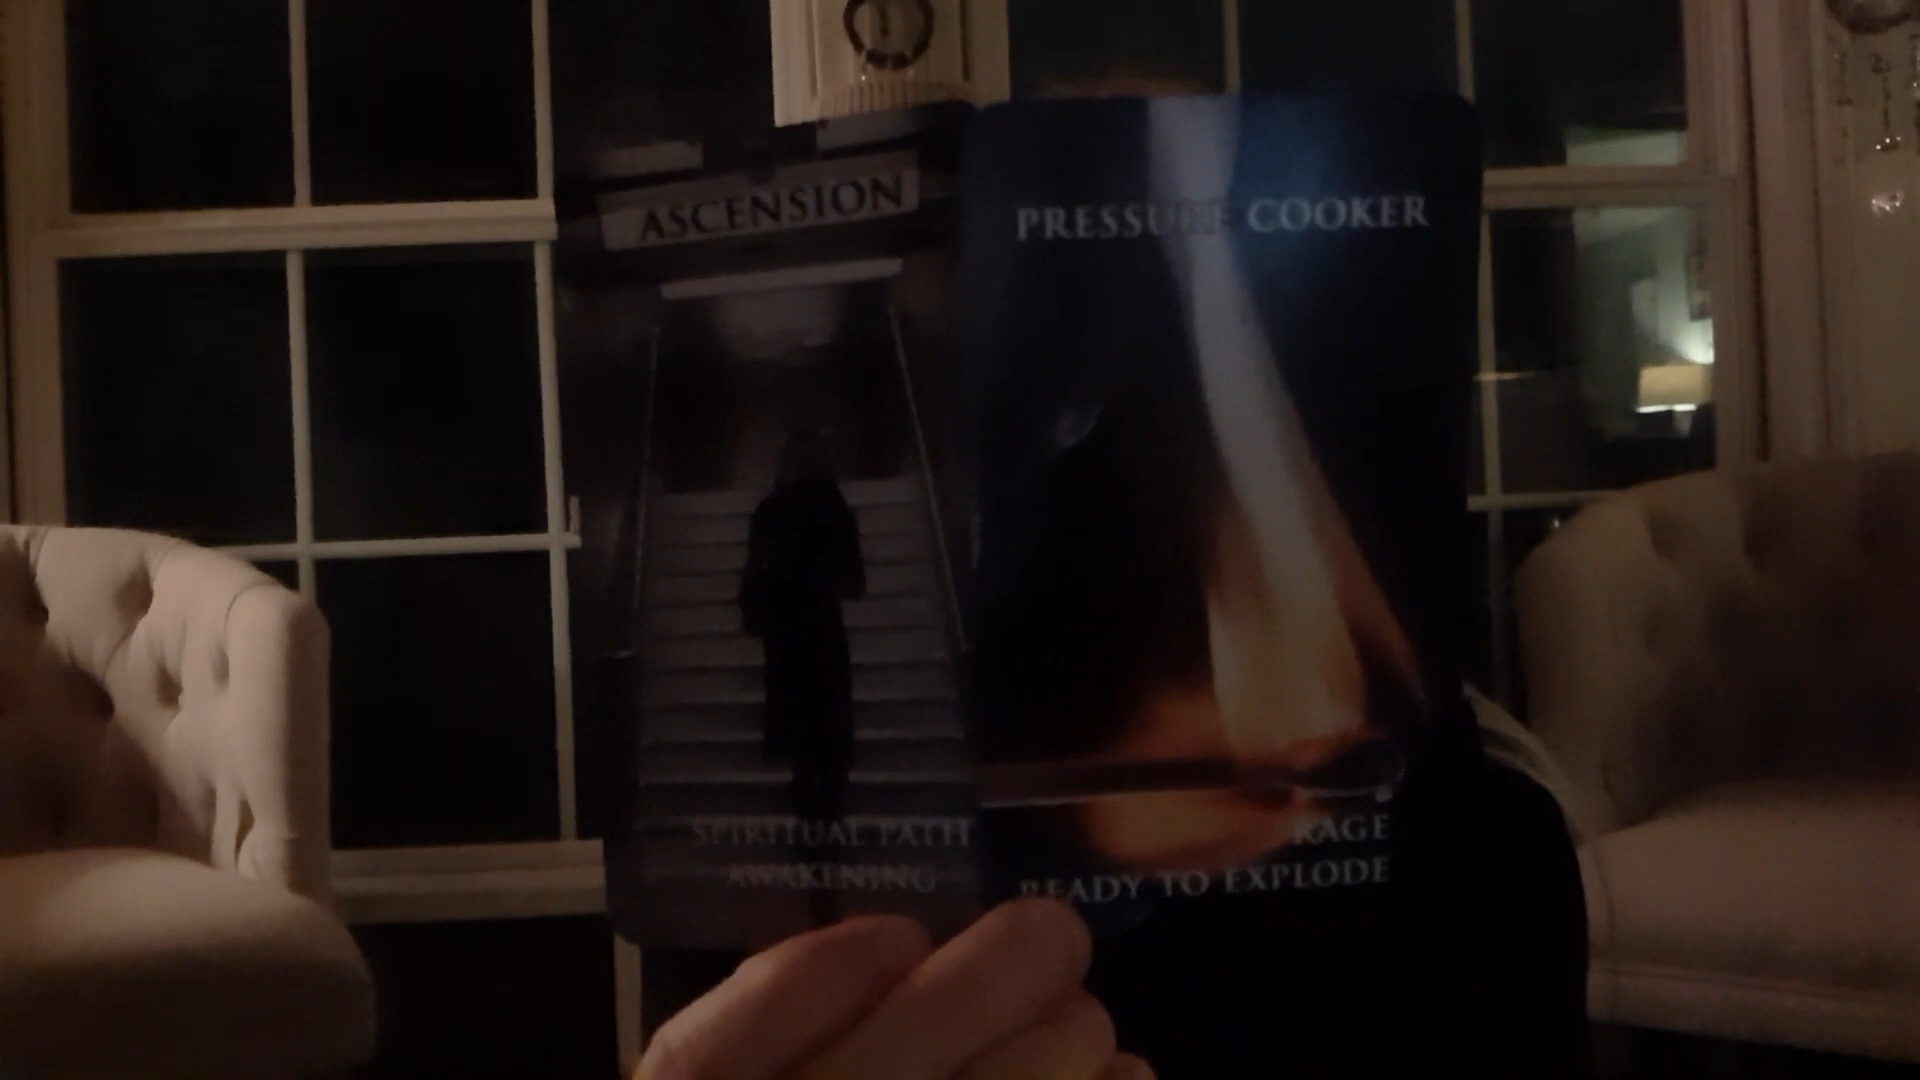 ASCENSION
SPIRITUAL PATH
AWAKENING
PRESSURE COOKER
RAGE
READY TO EXPLODE